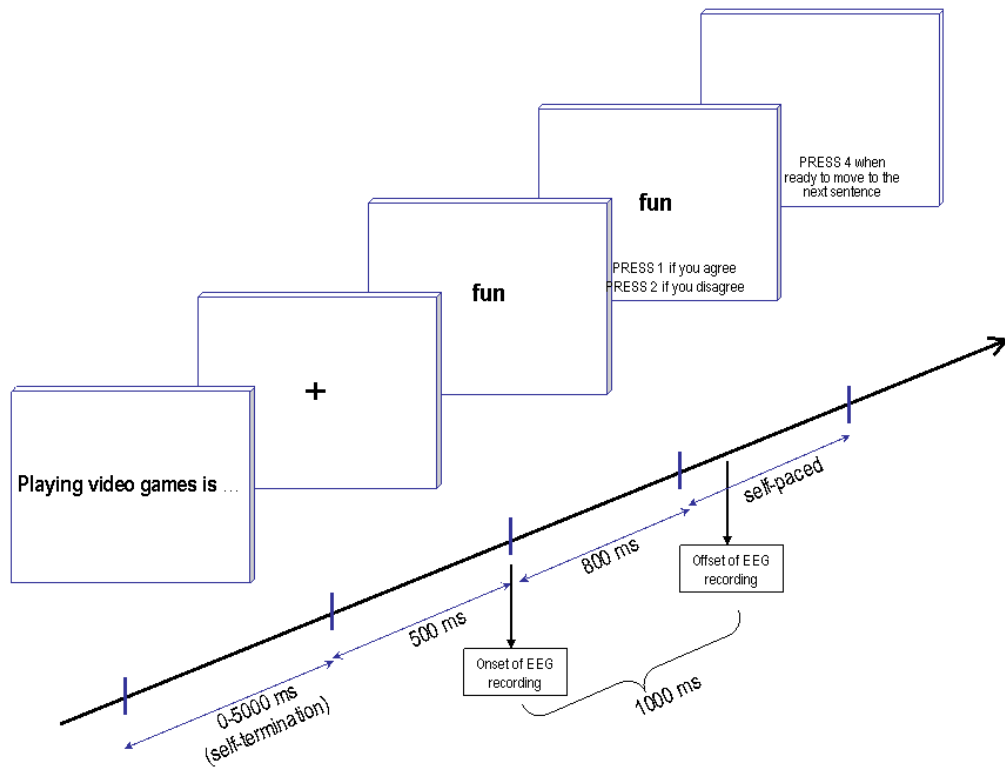 PRESS 4 when
ready to move to the
next sentence
fun
PRESS 1 if you agree
PRESS 2 if you disagree
fun
+
Playing video games is ...
0-5000 ms
(self-termination)
500 ms
800 ms
self-paced
Onset of EEG
recording
Offset of EEG
recording
1000 ms